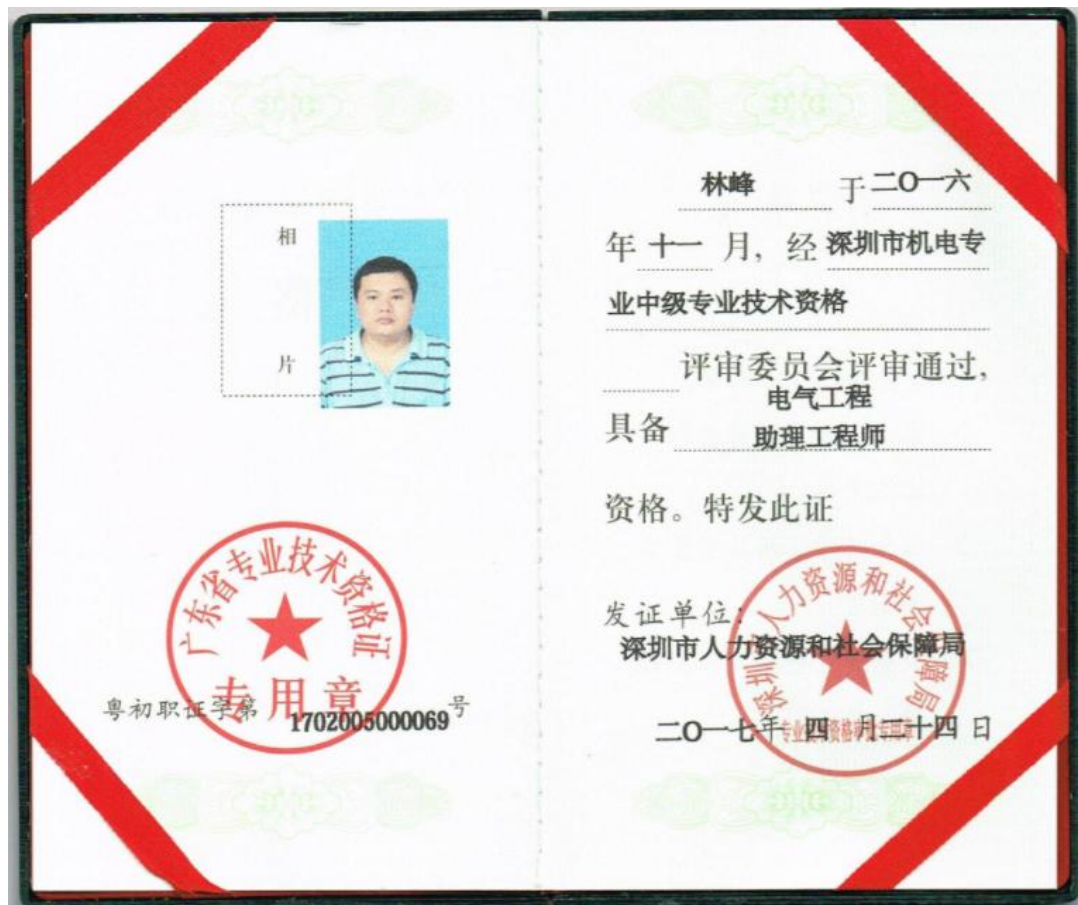 相
片
广东省专业技术资格证
专用章
粤初职证字第 1702005000069 号
林峰 于 二〇一六
年 十一 月, 经 深圳市机电专
业中级专业技术资格
评审委员会评审通过,
电气工程
具备 助理工程师
资格。特发此证
发证单位:
深圳市人力资源和社会保障局
深圳市人力资源和社会保障局
二〇一七年 四 月二十四 日